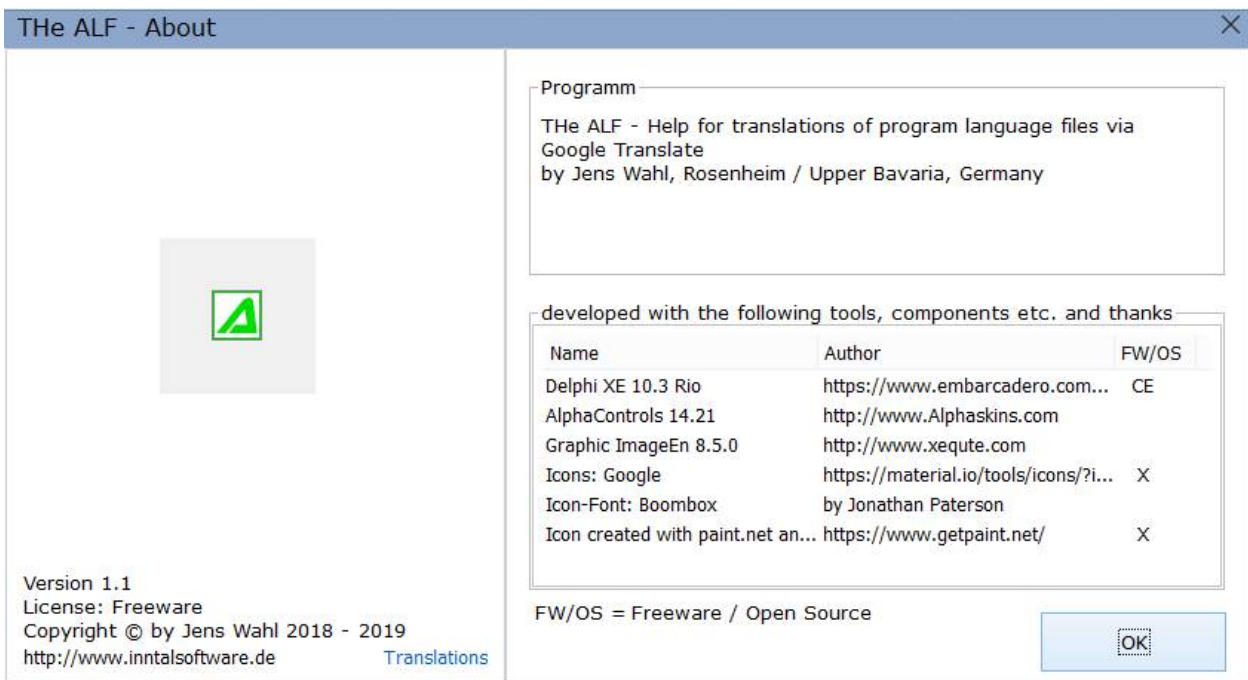 THe ALF - About
Programm
THe ALF - Help for translations of program language files via
Google Translate
by Jens Wahl, Rosenheim / Upper Bavaria, Germany
developed with the following tools, components etc. and thanks
Name Author FW/OS
Delphi XE 10.3 Rio https://www.embarcadero.com... CE
AlphaControls 14.21 http://www.Alphaskins.com
Graphic ImageEn 8.5.0 http://www.xequte.com
Icons: Google https://material.io/tools/icons/?i... X
Icon-Font: Boombox by Jonathan Paterson
Icon created with paint.net an... https://www.getpaint.net/ X
FW/OS = Freeware / Open Source
OK
Version 1.1
License: Freeware
Copyright © by Jens Wahl 2018 - 2019
http://www.inntalsoftware.de Translations